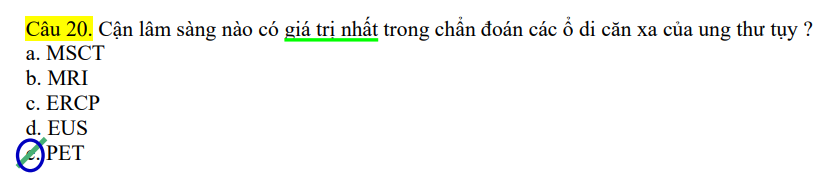 Câu 20. Cận lâm sàng nào có giá trị nhất trong chẩn đoán các ổ di căn xa của ung thư tụy ?
a. MSCT
b. MRI
c. ERCP
d. EUS
e. PET